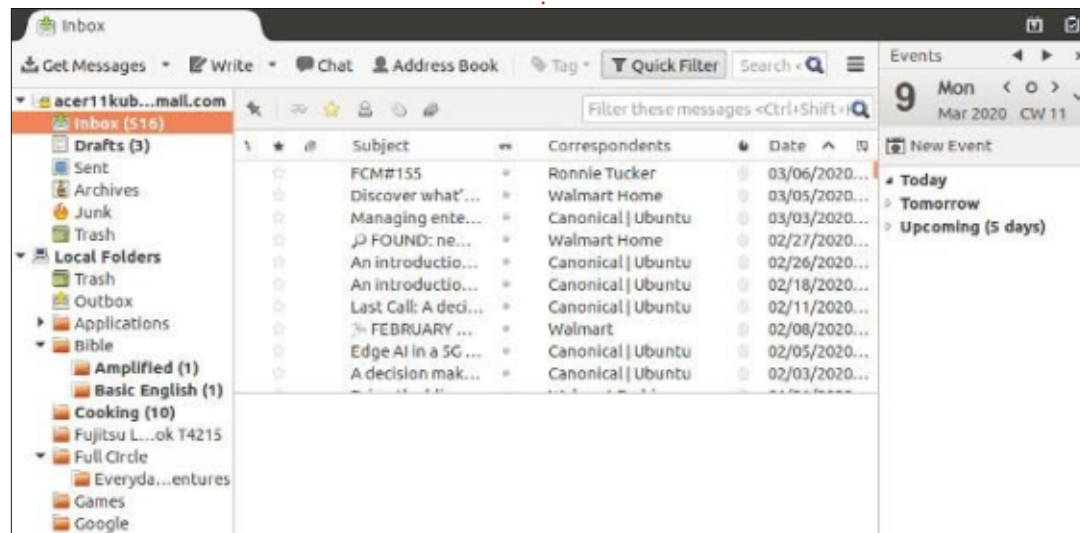 Inbox
Get Messages Write Chat Address Book Tag Quick Filter Search <
acer11kub...mail.com
Inbox (516)
Drafts (3)
Sent
Archives
Junk
Trash
Local Folders
Trash
Outbox
Applications
Bible
Amplified (1)
Basic English (1)
Cooking (10)
Fujitsu L...ok T4215
Full Circle
Everyda...entures
Games
Google
Filter these messages <Ctrl+Shift+
Subject Correspondents Date
FCM#155 Ronnie Tucker 03/06/2020...
Discover what'... Walmart Home 03/05/2020...
Managing ente... Canonical | Ubuntu 03/03/2020...
FOUND: ne... Walmart Home 02/27/2020...
An introductio... Canonical | Ubuntu 02/26/2020...
An introductio... Canonical | Ubuntu 02/18/2020...
Last Call: A deci... Canonical | Ubuntu 02/11/2020...
FEBRUARY ... Walmart 02/08/2020...
Edge AI in a 5G ... Canonical | Ubuntu 02/05/2020...
A decision mak... Canonical | Ubuntu 02/03/2020...
Events
9 Mon
Mar 2020 CW 11
New Event
Today
Tomorrow
Upcoming (5 days)